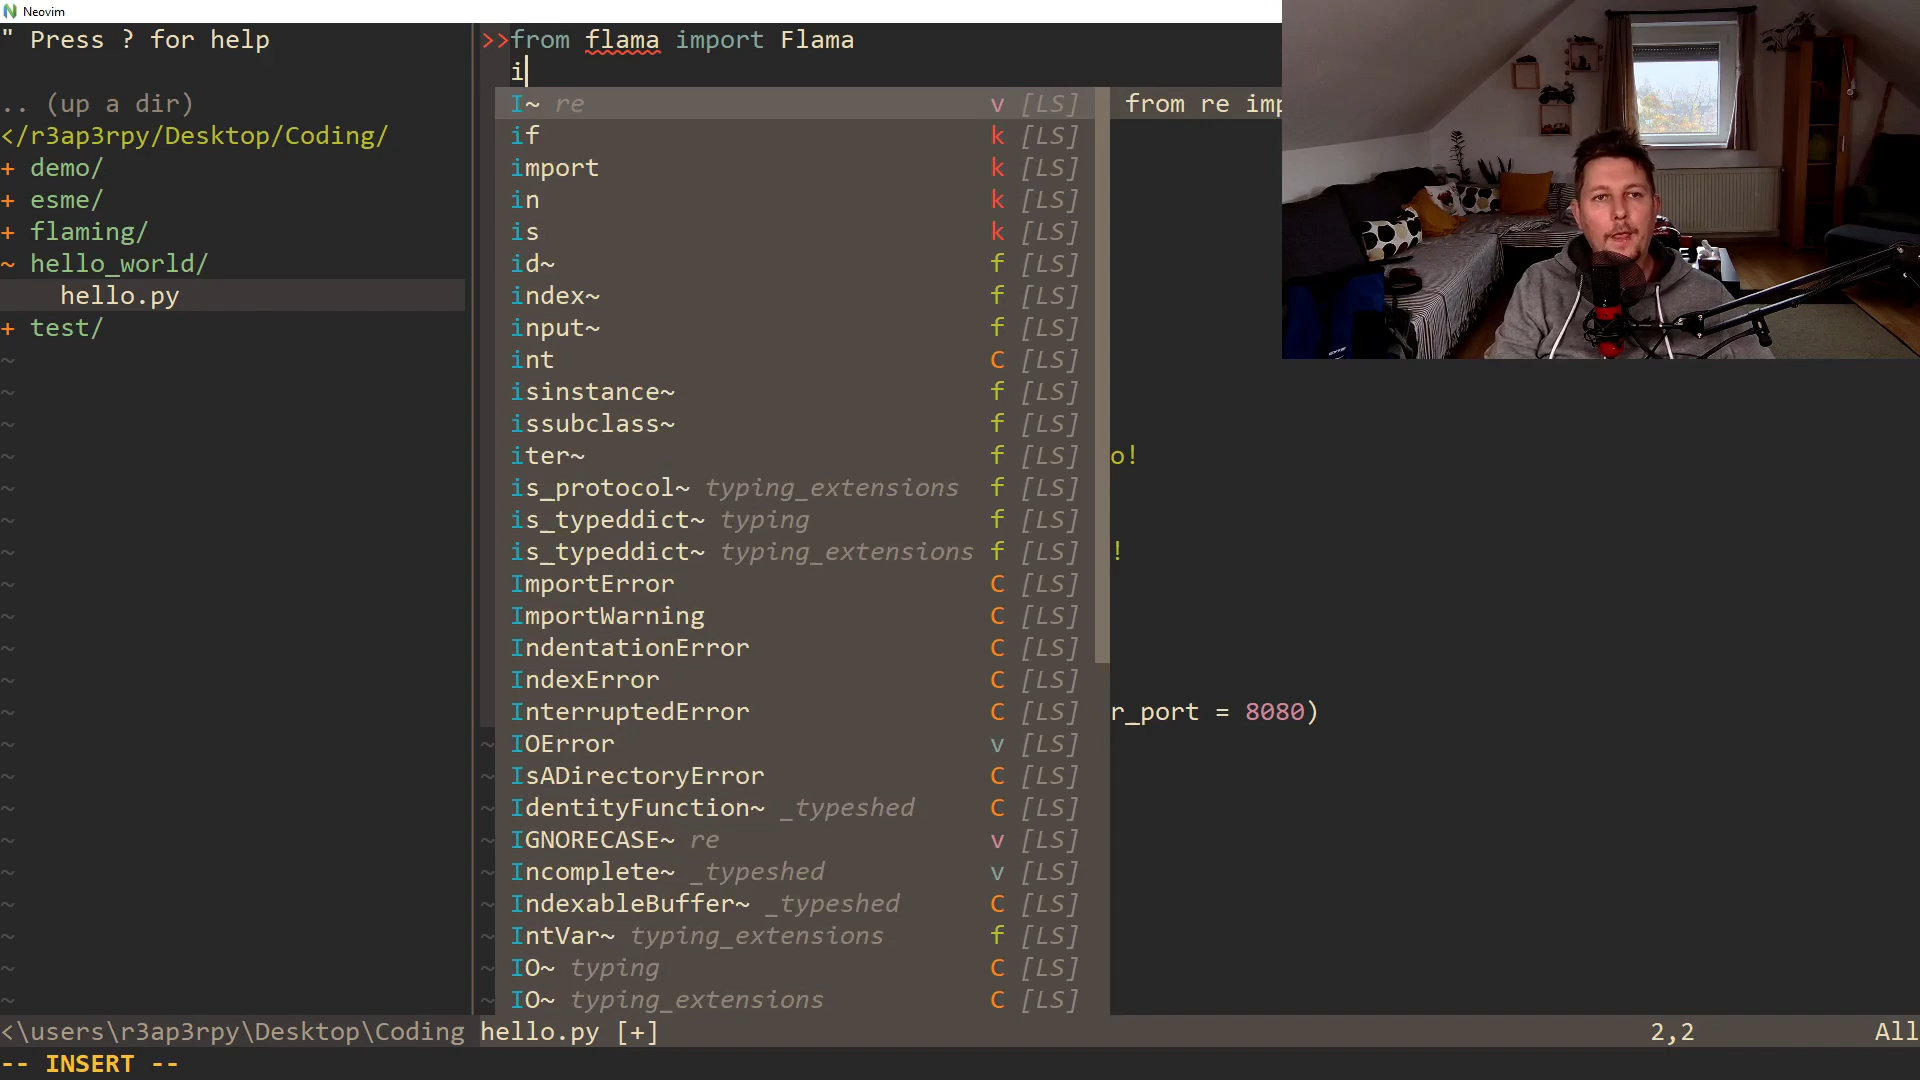 Neovim
" Press ? for help
.. (up a dir)
</r3ap3rpy/Desktop/Coding/
+ demo/
+ esme/
+ flaming/
~ hello_world/
hello.py
+ test/
>>from flama import Flama
i
I~ re v [LS] from re imp
if k [LS]
import k [LS]
in k [LS]
is k [LS]
id~ f [LS]
index~ f [LS]
input~ f [LS]
int C [LS]
isinstance~ f [LS]
issubclass~ f [LS]
iter~ f [LS] o!
is_protocol~ typing_extensions f [LS]
is_typeddict~ typing f [LS]
is_typeddict~ typing_extensions f [LS] !
ImportError C [LS]
ImportWarning C [LS]
IndentationError C [LS]
IndexError C [LS]
InterruptedError C [LS] r_port = 8080)
IOError v [LS]
IsADirectoryError C [LS]
IdentityFunction~ _typeshed C [LS]
IGNORECASE~ re v [LS]
Incomplete~ _typeshed v [LS]
IndexableBuffer~ _typeshed C [LS]
IntVar~ typing_extensions f [LS]
IO~ typing C [LS]
IO~ typing_extensions C [LS]
<\users\r3ap3rpy\Desktop\Coding hello.py [+] 2,2 All
-- INSERT --